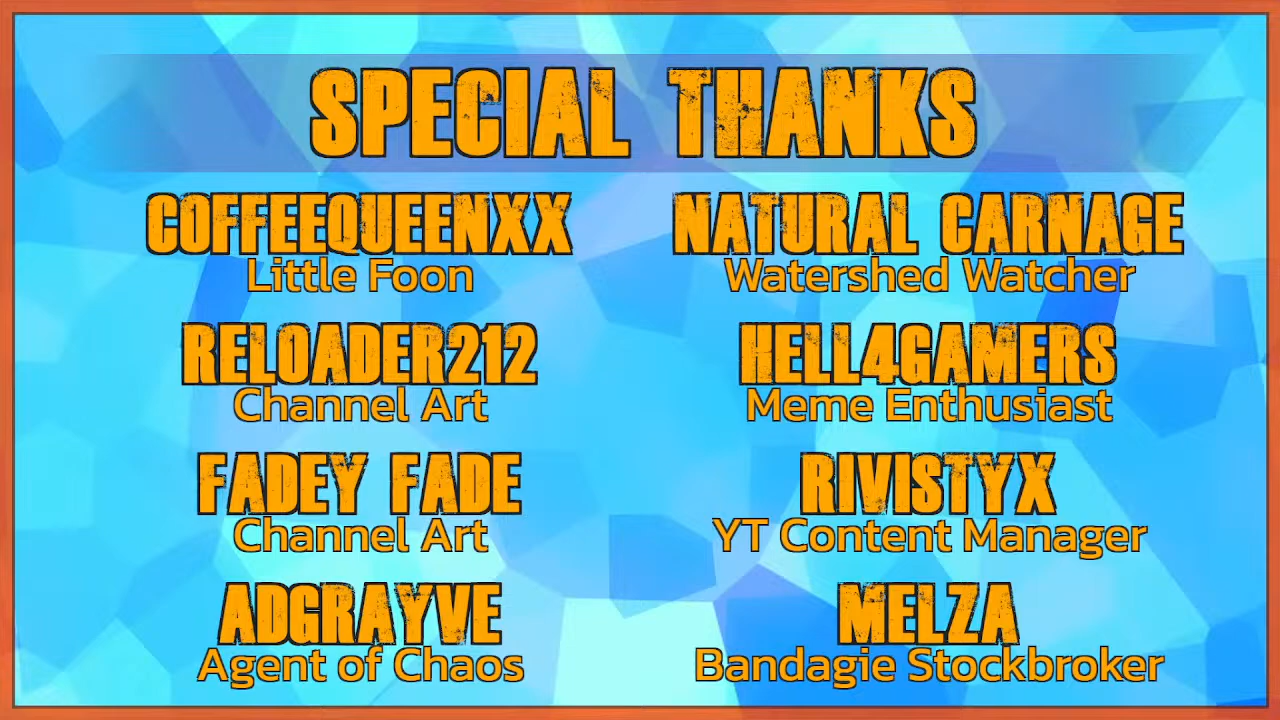 SPECIAL THANKS
COFFEEQUEENXX
Little Foon
NATURAL CARNAGE
Watershed Watcher
RELOADER212
Channel Art
HELL4GAMERS
Meme Enthusiast
FADEY FADE
Channel Art
RIVISTYX
YT Content Manager
ADGRAYVE
Agent of Chaos
MELZA
Bandagie Stockbroker